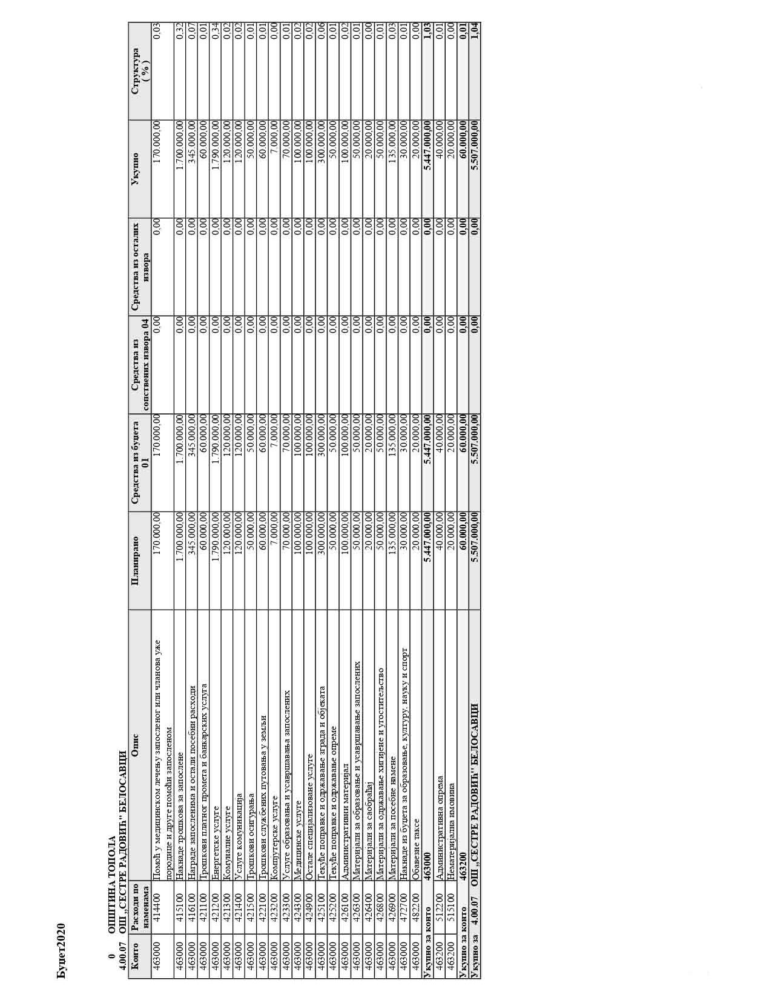 Буџет2020
0 ОПШТИНА ТОПОЛА
4.00.07 ОШ „СЕСТРЕ РАДОВИЋ" БЕЛОСАВЦИ
Конто Расходи по наменама Опис Планирано Средства из буџета 01 Средства из сопствених извора 04 Средства из осталих извора Укупно Структура ( % )
463000 414400 Помоћ у медицинском лечењу запосленог или чланова уже 170.000,00 170.000,00 0,00 0,00 170.000,00 0,03
породице и друге помоћи запосленом
463000 415100 Накнаде трошкова за запослене 1.700.000,00 1.700.000,00 0,00 0,00 1.700.000,00 0,32
463000 416100 Награде запосленима и остали посебни расходи 345.000,00 345.000,00 0,00 0,00 345.000,00 0,07
463000 421100 Трошкови платног промета и банкарских услуга 60.000,00 60.000,00 0,00 0,00 60.000,00 0,01
463000 421200 Енергетске услуге 1.790.000,00 1.790.000,00 0,00 0,00 1.790.000,00 0,34
463000 421300 Комуналне услуге 120.000,00 120.000,00 0,00 0,00 120.000,00 0,02
463000 421400 Услуге комуникација 120.000,00 120.000,00 0,00 0,00 120.000,00 0,02
463000 421500 Трошкови осигурања 50.000,00 50.000,00 0,00 0,00 50.000,00 0,01
463000 422100 Трошкови службених путовања у земљи 60.000,00 60.000,00 0,00 0,00 60.000,00 0,01
463000 423200 Компјутерске услуге 7.000,00 7.000,00 0,00 0,00 7.000,00 0,00
463000 423300 Услуге образовања и усавршавања запослених 70.000,00 70.000,00 0,00 0,00 70.000,00 0,01
463000 424300 Медицинске услуге 100.000,00 100.000,00 0,00 0,00 100.000,00 0,02
463000 424900 Остале специјализоване услуге 100.000,00 100.000,00 0,00 0,00 100.000,00 0,02
463000 425100 Текуће поправке и одржавање зграда и објеката 300.000,00 300.000,00 0,00 0,00 300.000,00 0,06
463000 425200 Текуће поправке и одржавање опреме 50.000,00 50.000,00 0,00 0,00 50.000,00 0,01
463000 426100 Административни материјал 100.000,00 100.000,00 0,00 0,00 100.000,00 0,02
463000 426300 Материјали за образовање и усавршавање запослених 50.000,00 50.000,00 0,00 0,00 50.000,00 0,01
463000 426400 Материјали за саобраћај 20.000,00 20.000,00 0,00 0,00 20.000,00 0,00
463000 426800 Материјали за одржавање хигијене и угоститељство 50.000,00 50.000,00 0,00 0,00 50.000,00 0,01
463000 426900 Материјали за посебне намене 135.000,00 135.000,00 0,00 0,00 135.000,00 0,03
463000 472700 Накнаде из буџета за образовање, културу, науку и спорт 30.000,00 30.000,00 0,00 0,00 30.000,00 0,01
463000 482200 Обавезне таксе 20.000,00 20.000,00 0,00 0,00 20.000,00 0,00
Укупно за конто 463000 5.447.000,00 5.447.000,00 0,00 0,00 5.447.000,00 1,03
463200 512200 Административна опрема 40.000,00 40.000,00 0,00 0,00 40.000,00 0,01
463200 515100 Нематеријална имовина 20.000,00 20.000,00 0,00 0,00 20.000,00 0,00
Укупно за конто 463200 60.000,00 60.000,00 0,00 0,00 60.000,00 0,01
Укупно за 4.00.07 ОШ „СЕСТРЕ РАДОВИЋ" БЕЛОСАВЦИ 5.507.000,00 5.507.000,00 0,00 0,00 5.507.000,00 1,04